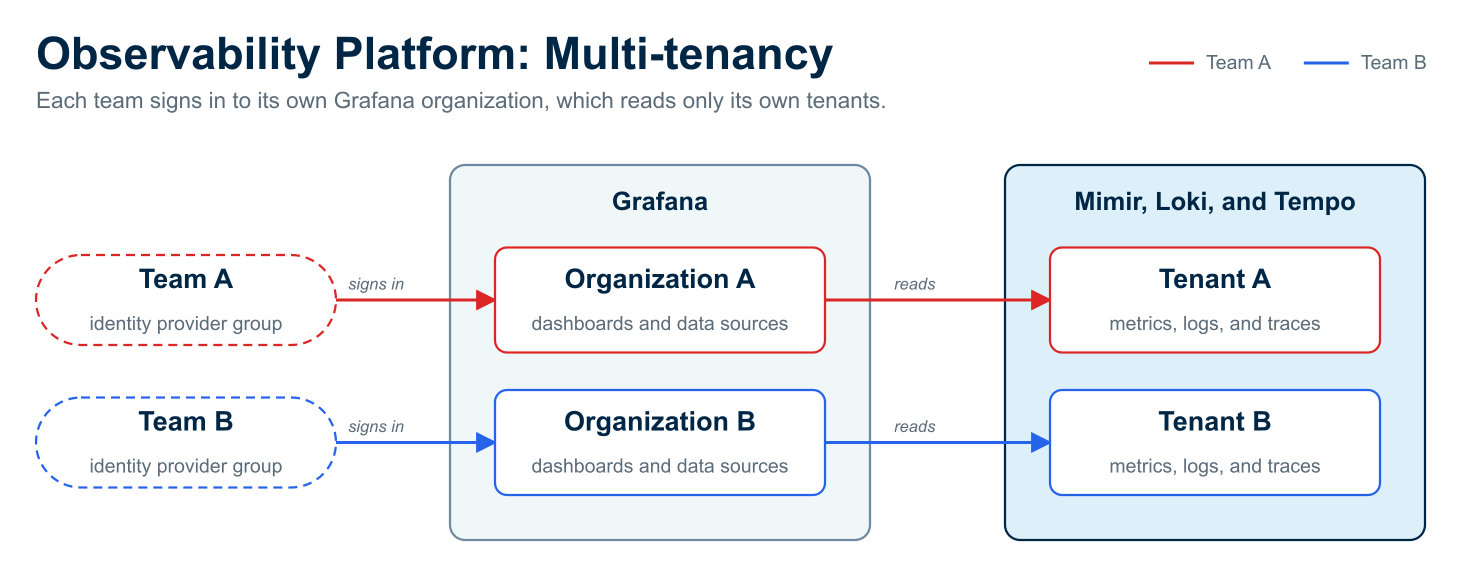 Observability Platform: Multi-tenancy
Team A
Team B
Each team signs in to its own Grafana organization, which reads only its own tenants.
Grafana
Mimir, Loki, and Tempo
Team A
identity provider group
signs in
Organization A
dashboards and data sources
reads
Tenant A
metrics, logs, and traces
Team B
identity provider group
signs in
Organization B
dashboards and data sources
reads
Tenant B
metrics, logs, and traces